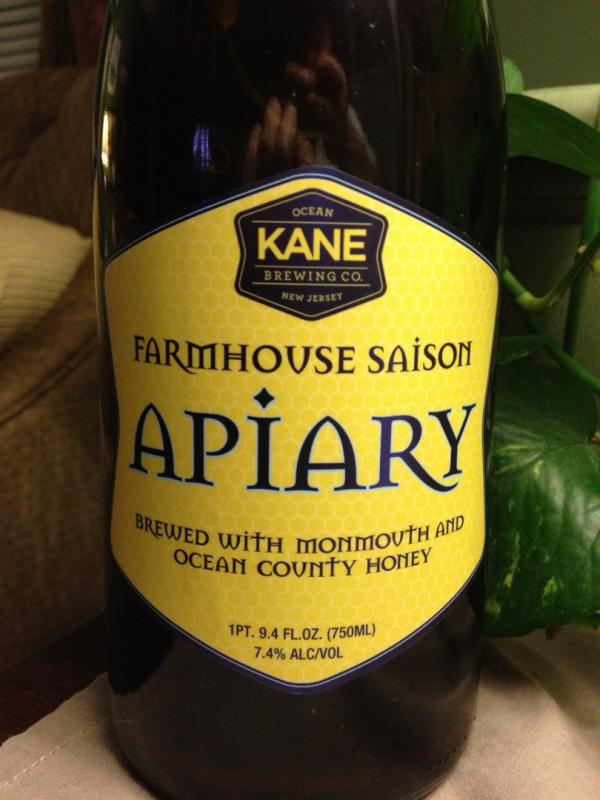 OCEAN
KANE
BREWING CO.
NEW JERSEY
FARMHOUSE SAISON
APIARY
BREWED WITH MONMOUTH AND
OCEAN COUNTY HONEY
1PT. 9.4 FL.OZ. (750ML)
7.4% ALC/VOL